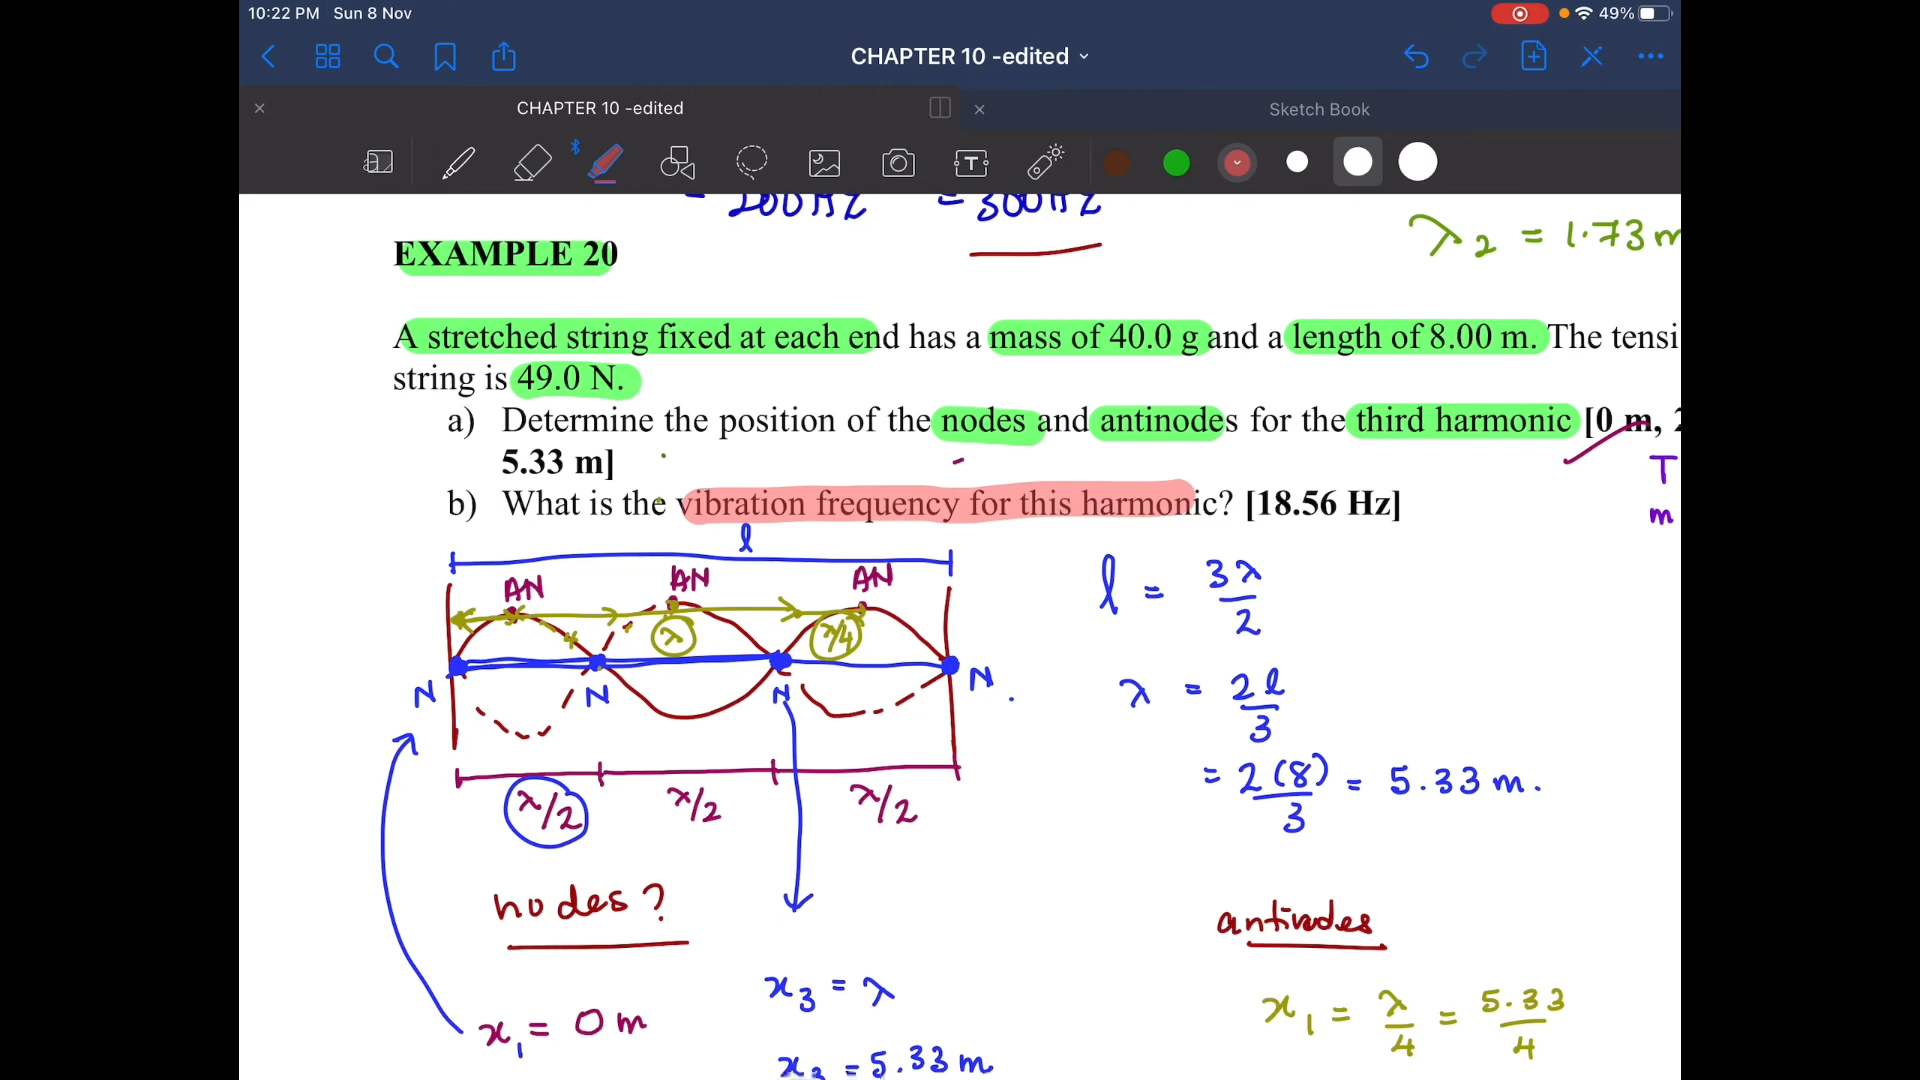 10:22 PM Sun 8 Nov
49%
CHAPTER 10 -edited
CHAPTER 10 -edited
Sketch Book
= 200 Hz = 300 Hz
λ2 = 1.73 m
EXAMPLE 20
A stretched string fixed at each end has a mass of 40.0 g and a length of 8.00 m. The tensi
string is 49.0 N.
a) Determine the position of the nodes and antinodes for the third harmonic [0 m, 2
5.33 m]
T
b) What is the vibration frequency for this harmonic? [18.56 Hz]
m
l
AN AN AN
λ λ/4
N N N N
λ/2 λ/2 λ/2
l = 3λ/2
λ = 2l/3
= 2(8)/3 = 5.33 m.
nodes?
antinodes
x1 = 0 m
x3 = λ
x3 = 5.33 m
x1 = λ/4 = 5.33/4